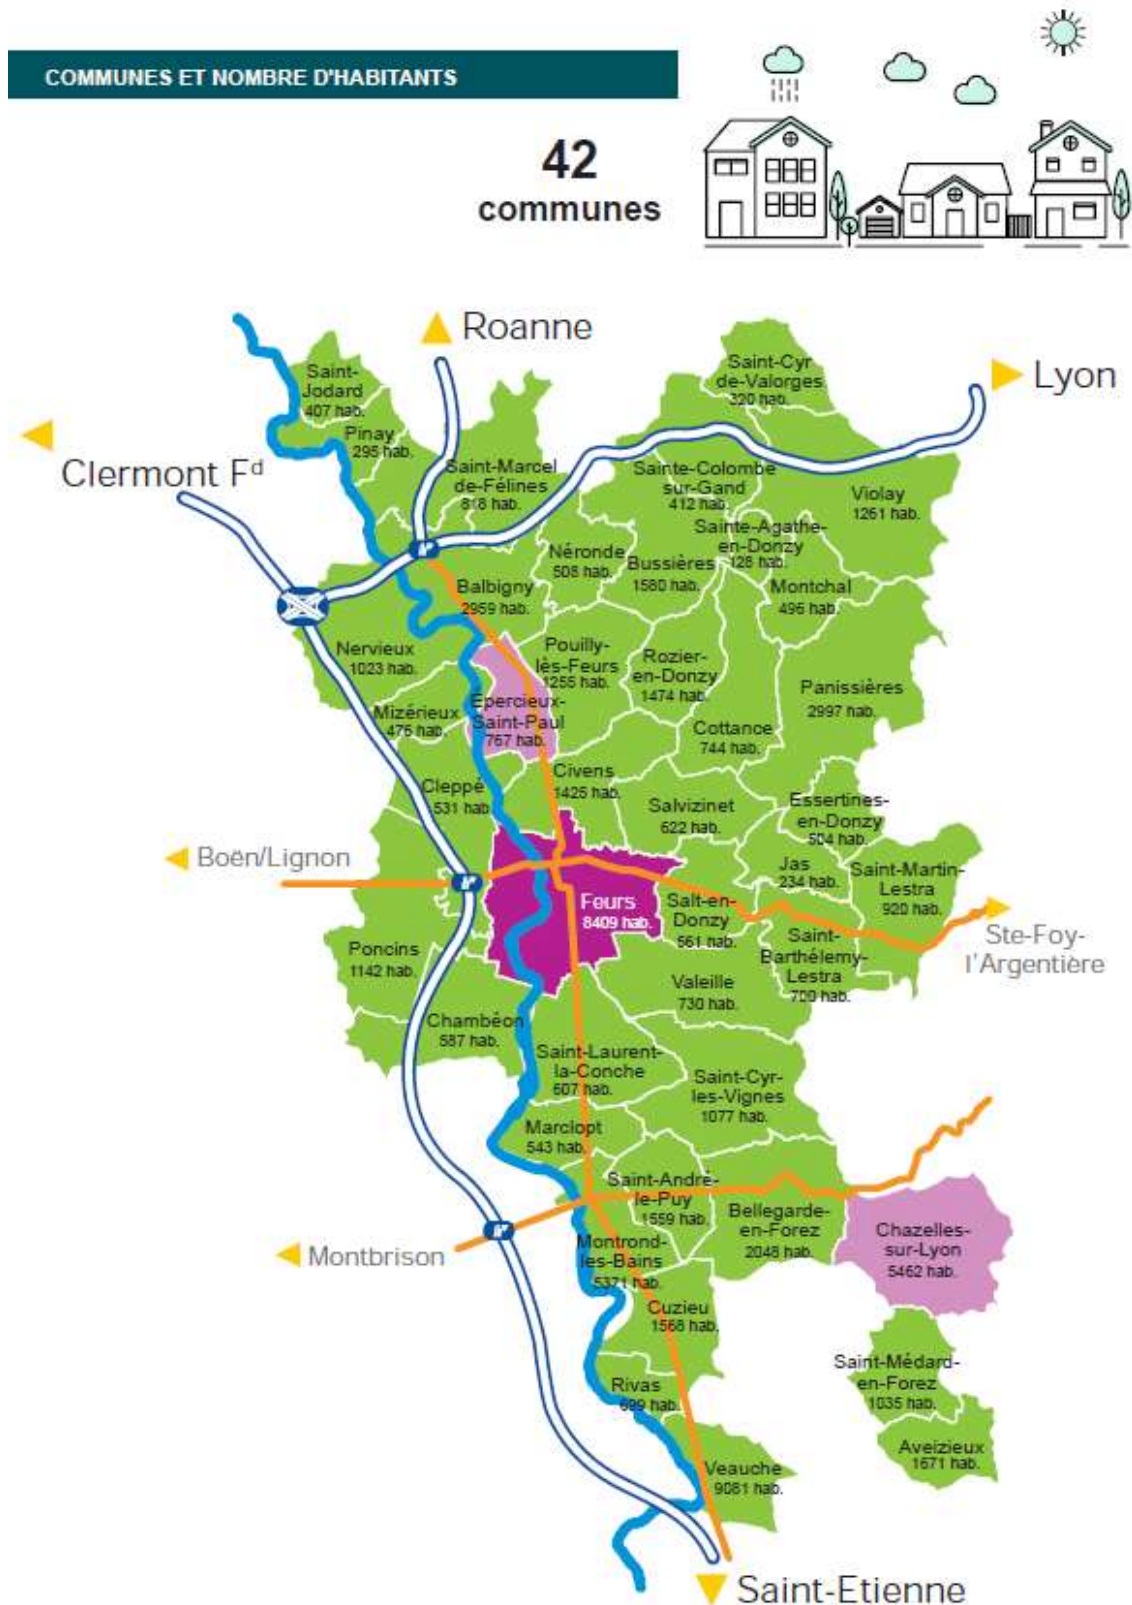 COMMUNES ET NOMBRE D'HABITANTS
42
communes
Roanne
Lyon
Clermont Fd
Saint-
Jodard
407 hab.
Pinay
295 hab.
Saint-Cyr
de-Valorges
320 hab.
Saint-Marcel
de-Félines
818 hab.
Sainte-Colombe
sur-Gand
412 hab.
Violay
1261 hab.
Sainte-Agathe-
en-Donzy
128 hab.
Néronde
508 hab.
Bussières
1580 hab.
Montchal
496 hab.
Balbigny
2959 hab.
Nervieux
1023 hab.
Pouilly-
lès-Feurs
1255 hab.
Rozier-
en-Donzy
1474 hab.
Panissières
2997 hab.
Mizérieux
476 hab.
Epercieux-
Saint-Paul
767 hab.
Cottance
744 hab.
Cleppé
531 hab
Civens
1425 hab.
Salvizinet
622 hab.
Essertines-
en-Donzy
504 hab.
Boën/Lignon
Jas
234 hab.
Saint-Martin-
Lestra
920 hab.
Feurs
8409 hab.
Salt-en-
Donzy
561 hab.
Saint-
Barthélemy-
Lestra
700 hab.
Ste-Foy-
l'Argentière
Poncins
1142 hab.
Valeille
730 hab.
Chambéon
587 hab.
Saint-Laurent-
la-Conche
607 hab.
Saint-Cyr-
les-Vignes
1077 hab.
Marclopt
543 hab.
Saint-André-
le-Puy
1559 hab.
Bellegarde-
en-Forez
2048 hab.
Chazelles-
sur-Lyon
5462 hab.
Montbrison
Montrond-
les-Bains
5371 hab.
Cuzieu
1568 hab.
Saint-Médard-
en-Forez
1035 hab.
Rivas
699 hab.
Aveizieux
1671 hab.
Veauche
9081 hab.
Saint-Etienne